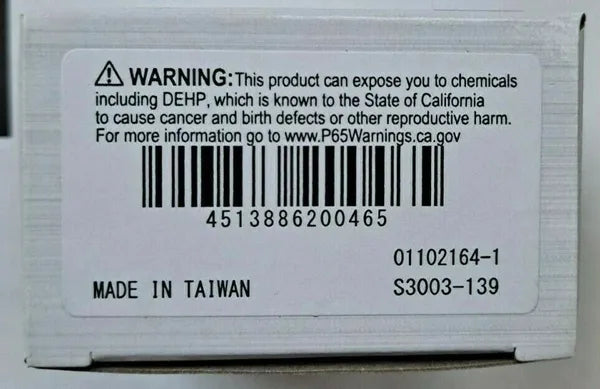 ⚠ WARNING: This product can expose you to chemicals
including DEHP, which is known to the State of California
to cause cancer and birth defects or other reproductive harm.
For more information go to www.P65Warnings.ca.gov
4513886200465
01102164-1
MADE IN TAIWAN S3003-139